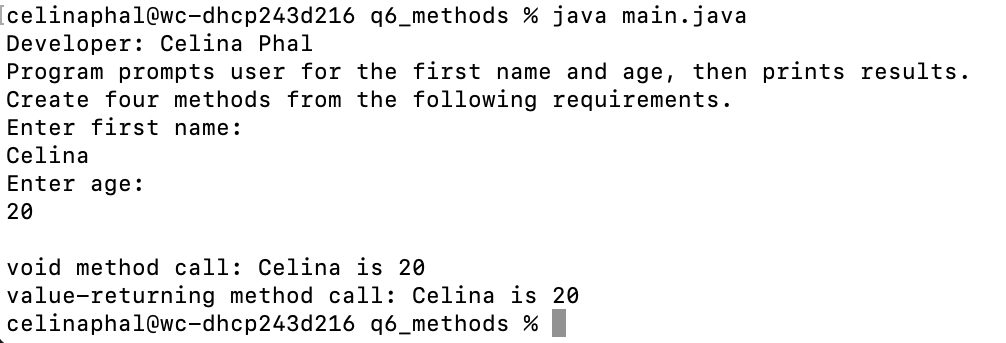 [celinaphal@wc-dhcp243d216 q6_methods % java main.java
Developer: Celina Phal
Program prompts user for the first name and age, then prints results.
Create four methods from the following requirements.
Enter first name:
Celina
Enter age:
20
void method call: Celina is 20
value-returning method call: Celina is 20
celinaphal@wc-dhcp243d216 q6_methods %